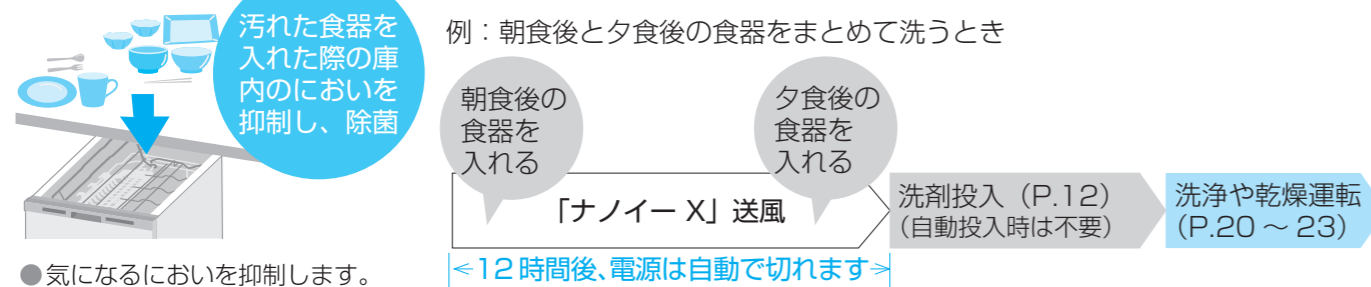 汚れた食器を
入れた際の庫
内のにおいを
抑制し、除菌
●気になるにおいを抑制します。
例：朝食後と夕食後の食器をまとめて洗うとき
朝食後の
食器を
入れる
夕食後の
食器を
入れる
「ナノイー X」送風
洗剤投入（P.12）
（自動投入時は不要）
洗浄や乾燥運転
（P.20 ～ 23）
12 時間後、電源は自動で切れます